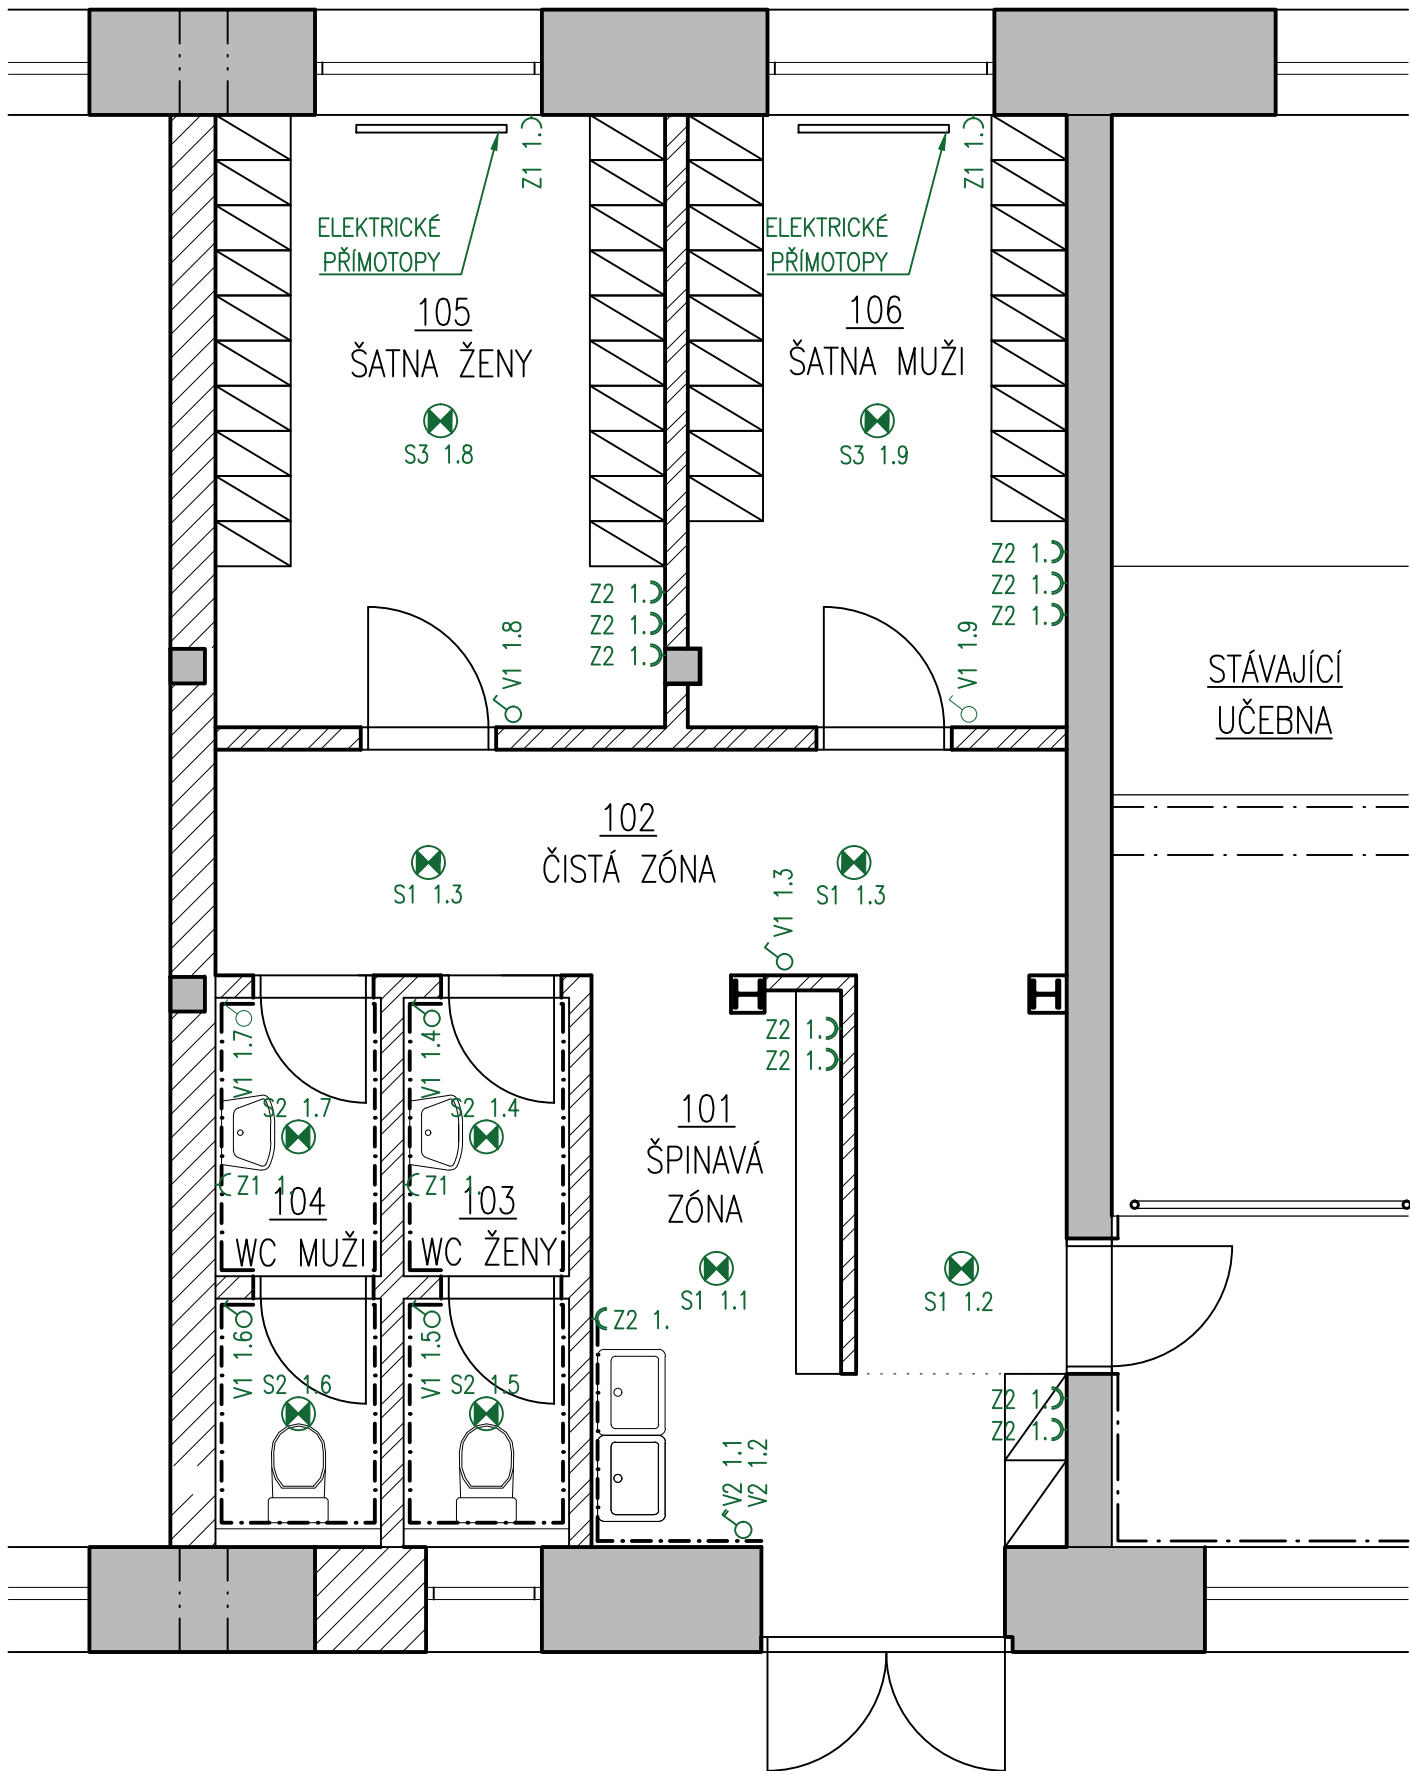 Z1 1.
Z1 1.
ELEKTRICKÉ
PŘÍMOTOPY
ELEKTRICKÉ
PŘÍMOTOPY
105
ŠATNA ŽENY
S3 1.8
106
ŠATNA MUŽI
S3 1.9
Z2 1.
Z2 1.
Z2 1.
Z2 1.
Z2 1.
Z2 1.
V1 1.8
V1 1.9
STÁVAJÍCÍ
UČEBNA
102
ČISTÁ ZÓNA
S1 1.3
S1 1.3
V1 1.3
Z2 1.
Z2 1.
V1 1.7
S2 1.7
V1 1.4
S2 1.4
Z1 1.
104
WC MUŽI
Z1 1.
103
WC ŽENY
101
ŠPINAVÁ
ZÓNA
S1 1.1
S1 1.2
Z2 1.
V1 1.6
S2 1.6
V1 1.5
S2 1.5
Z2 1.
Z2 1.
V2 1.1
V2 1.2